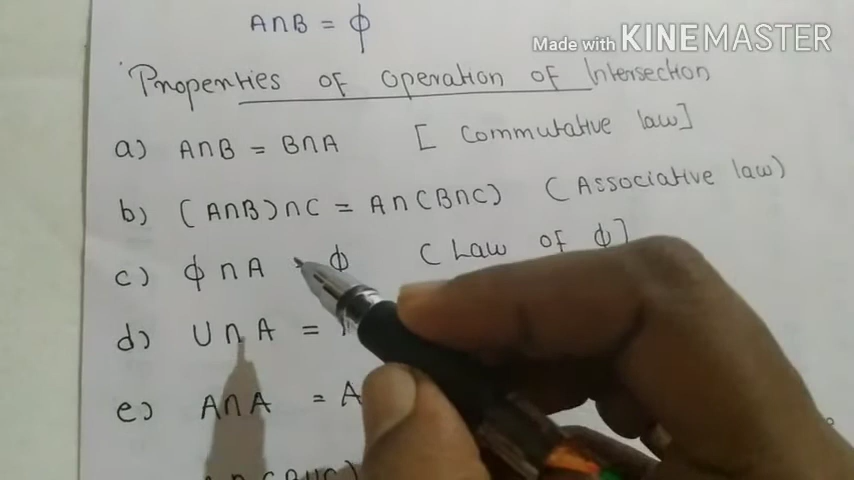 A∩B = ϕ
Made with KINEMASTER
Properties of Operation of Intersection
a) A∩B = B∩A [ Commutative law]
b) (A∩B)∩C = A∩(B∩C) (Associative law)
c) ϕ∩A ϕ ( Law of ϕ]
d) U∩A =
e) A∩A = A